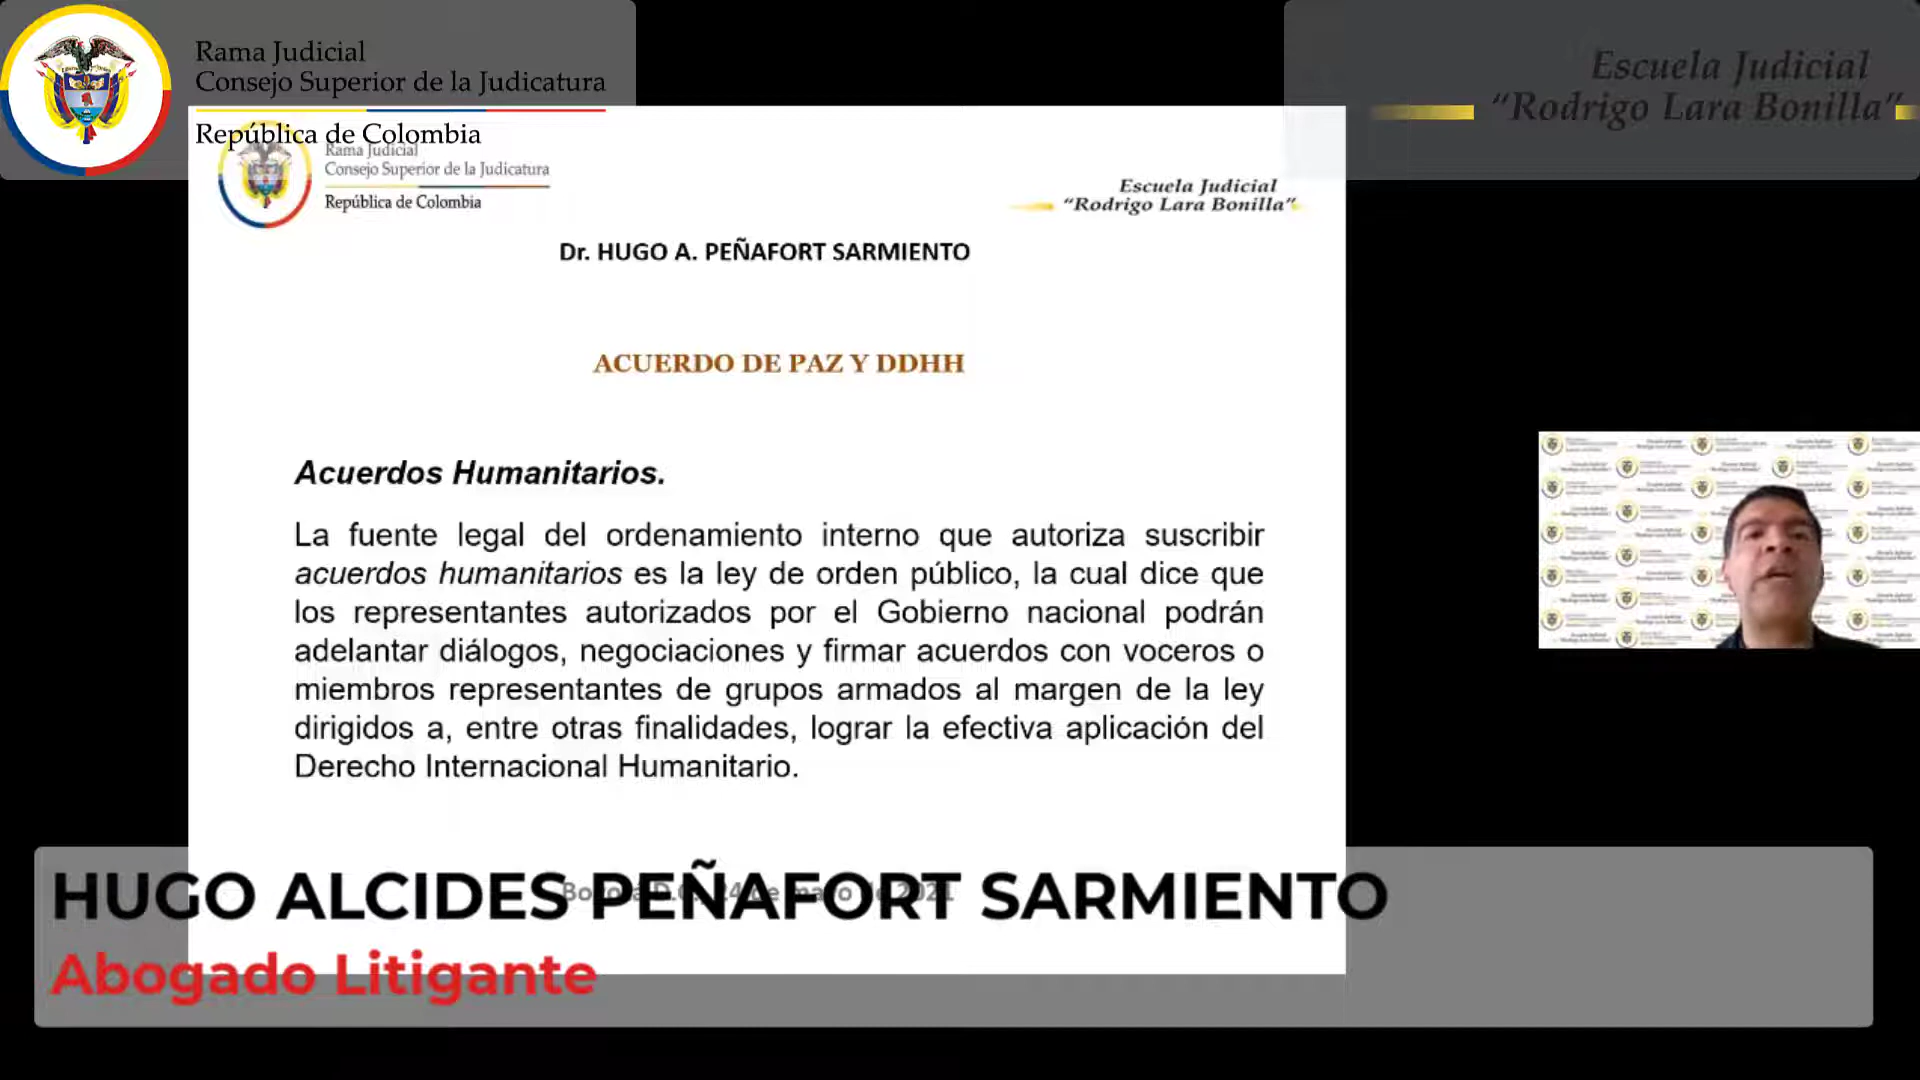 Rama Judicial
Consejo Superior de la Judicatura
República de Colombia
Escuela Judicial
“Rodrigo Lara Bonilla”
Rama Judicial
Consejo Superior de la Judicatura
República de Colombia
Escuela Judicial
“Rodrigo Lara Bonilla”
Dr. HUGO A. PEÑAFORT SARMIENTO
ACUERDO DE PAZ Y DDHH
Acuerdos Humanitarios.
La fuente legal del ordenamiento interno que autoriza suscribir
acuerdos humanitarios es la ley de orden público, la cual dice que
los representantes autorizados por el Gobierno nacional podrán
adelantar diálogos, negociaciones y firmar acuerdos con voceros o
miembros representantes de grupos armados al margen de la ley
dirigidos a, entre otras finalidades, lograr la efectiva aplicación del
Derecho Internacional Humanitario.
HUGO ALCIDES PEÑAFORT SARMIENTO
Abogado Litigante